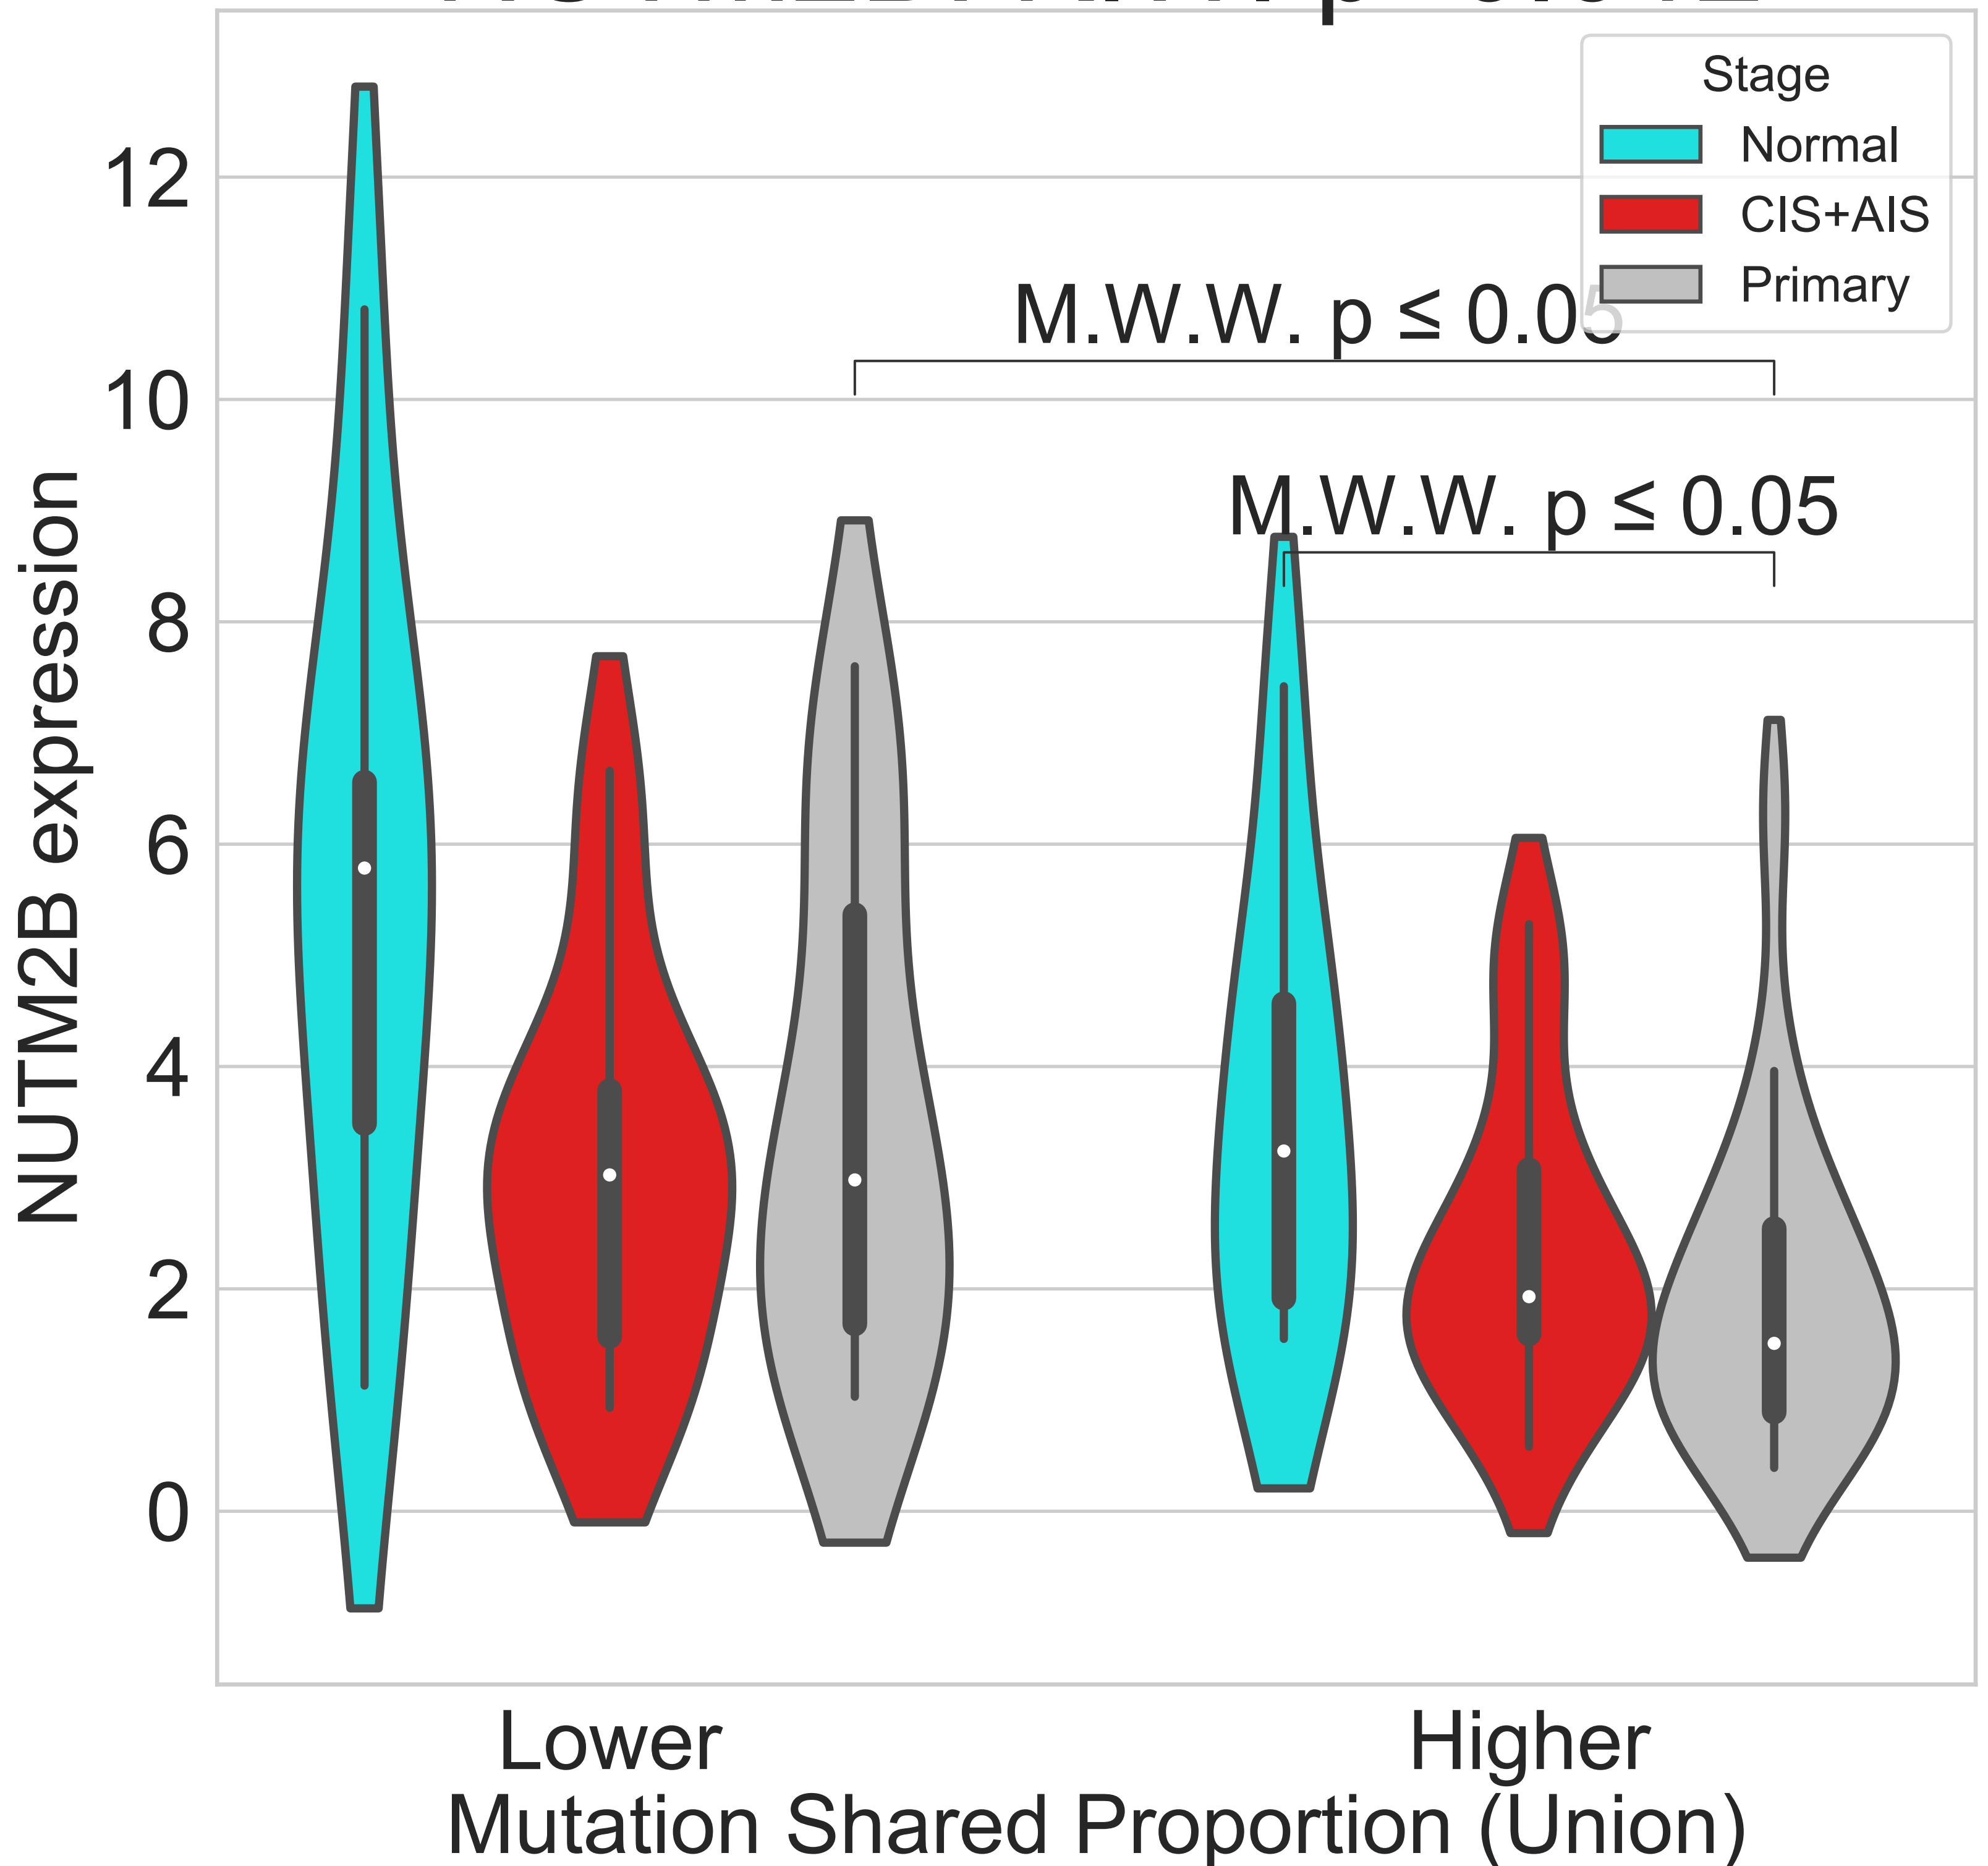 Stage
Normal
CIS+AIS
Primary
M.W.W. p ≤ 0.05
M.W.W. p ≤ 0.05
12
10
8
6
4
2
0
NUTM2B expression
Lower
Higher
Mutation Shared Proportion (Union)